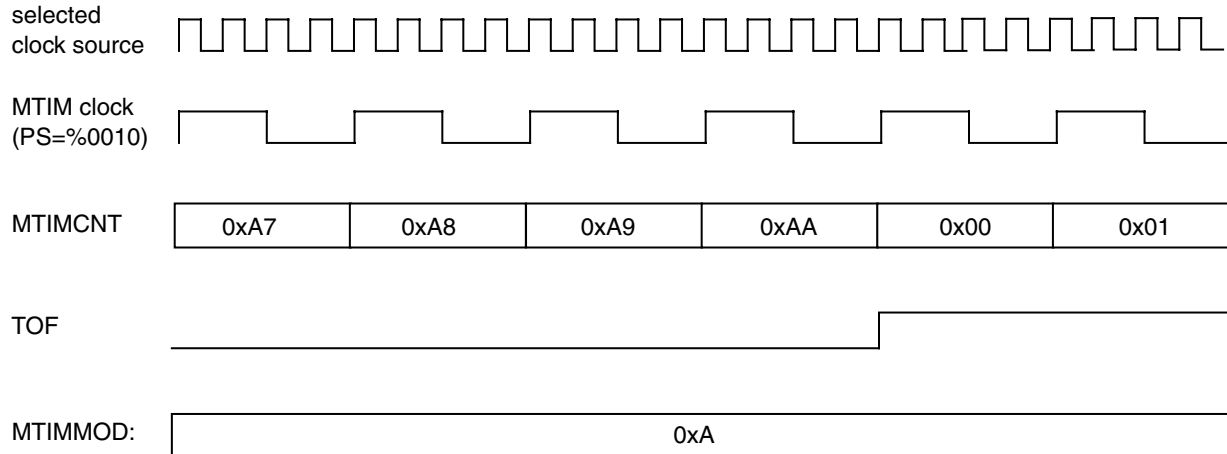 selected
clock source
MTIM clock
(PS=%0010)
MTIMCNT
0xA7 0xA8 0xA9 0xAA 0x00 0x01
TOF
MTIMMOD:
0xA